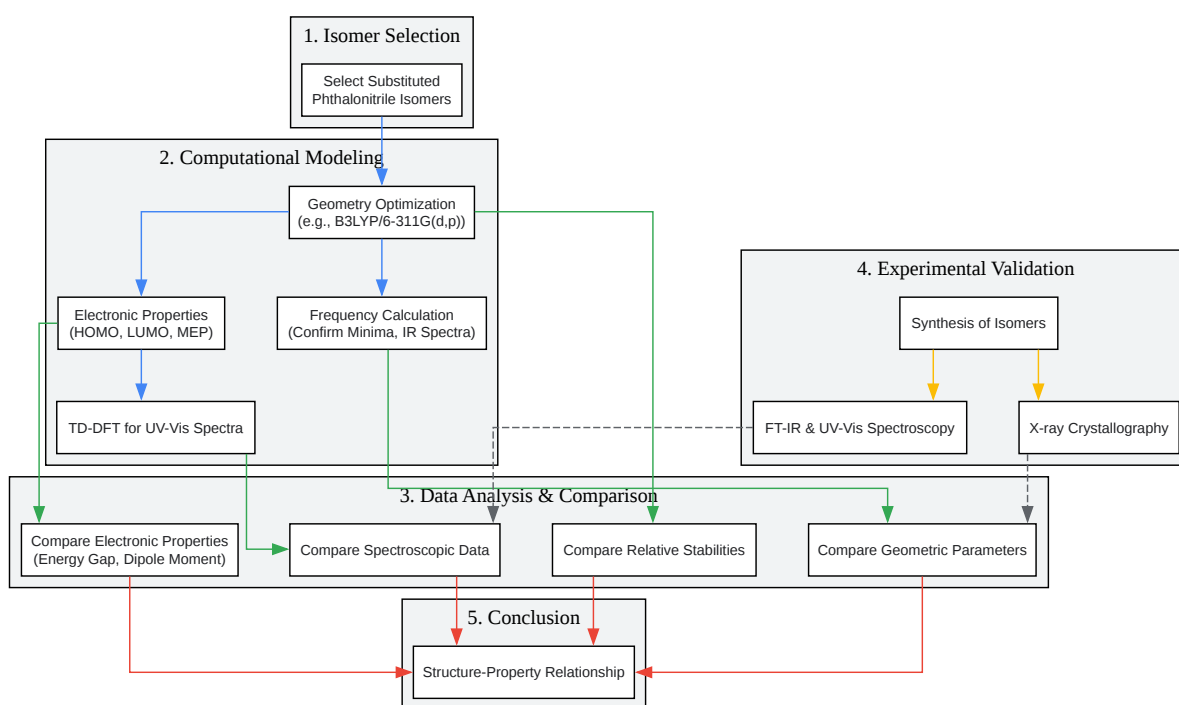 1. Isomer Selection
Select Substituted
Phthalonitrile Isomers
2. Computational Modeling
Geometry Optimization
(e.g., B3LYP/6-311G(d,p))
Electronic Properties
(HOMO, LUMO, MEP)
Frequency Calculation
(Confirm Minima, IR Spectra)
TD-DFT for UV-Vis Spectra
4. Experimental Validation
Synthesis of Isomers
FT-IR & UV-Vis Spectroscopy
X-ray Crystallography
3. Data Analysis & Comparison
Compare Electronic Properties
(Energy Gap, Dipole Moment)
Compare Spectroscopic Data
Compare Relative Stabilities
Compare Geometric Parameters
5. Conclusion
Structure-Property Relationship